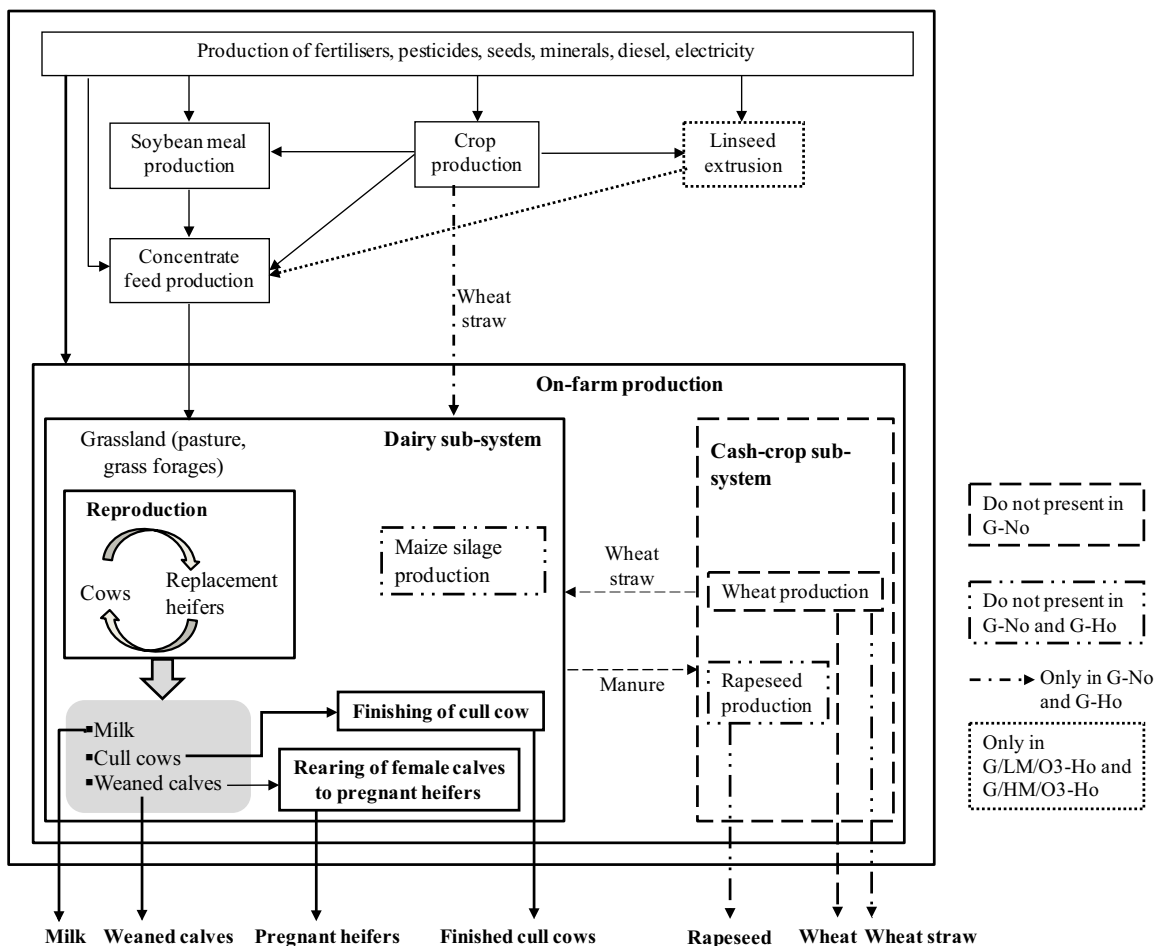 Production of fertilisers, pesticides, seeds, minerals, diesel, electricity
Soybean meal
production
Crop
production
Linseed
extrusion
Concentrate
feed production
Wheat
straw
On-farm production
Grassland (pasture,
grass forages)
Dairy sub-system
Cash-crop sub-
system
Reproduction
Cows
Replacement
heifers
Maize silage
production
Wheat
straw
Wheat production
Manure
Rapeseed
production
▪Milk
▪Cull cows
▪Weaned calves
Finishing of cull cow
Rearing of female calves
to pregnant heifers
Do not present in
G-No
Do not present in
G-No and G-Ho
Only in G-No
and G-Ho
Only in
G/LM/O3-Ho and
G/HM/O3-Ho
Milk Weaned calves Pregnant heifers Finished cull cows Rapeseed Wheat Wheat straw